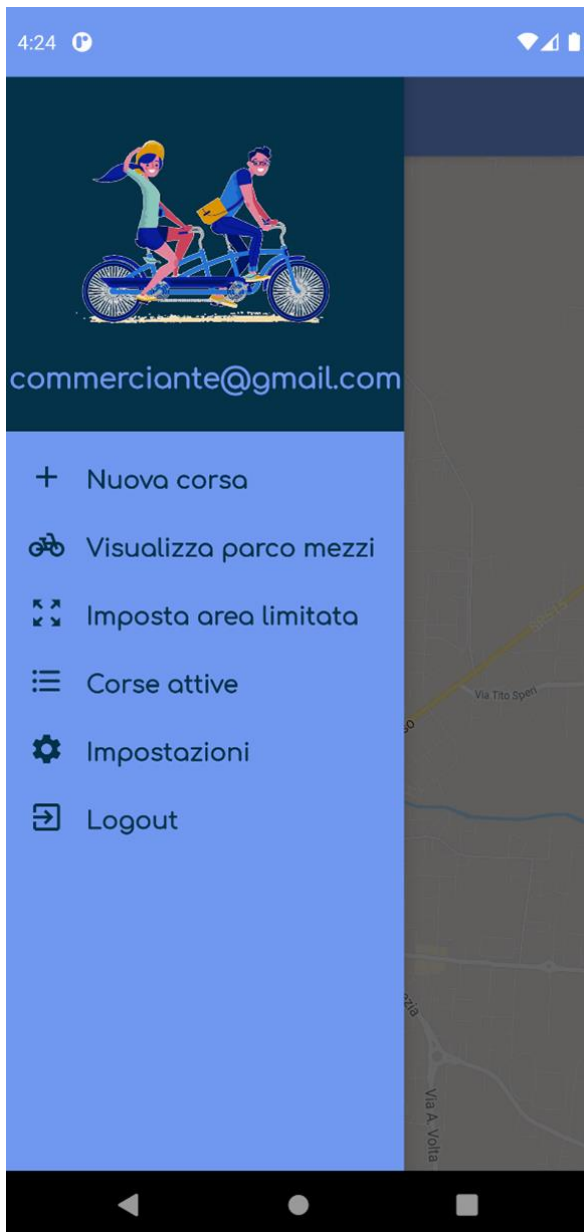 4:24
commerciante@gmail.com
Nuova corsa
Visualizza parco mezzi
Imposta area limitata
Corse attive
Impostazioni
Logout
Via Tito Speri
Via A. Volta